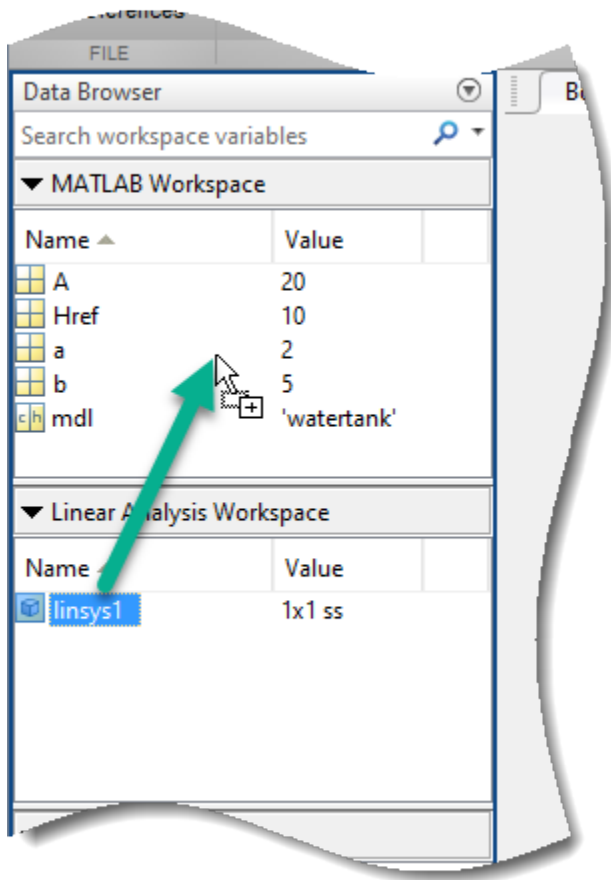 FILE
Data Browser
Search workspace variables
MATLAB Workspace
Name Value
A 20
Href 10
a 2
b 5
ch mdl 'watertank'
Linear Analysis Workspace
Name Value
linsys1 1x1 ss